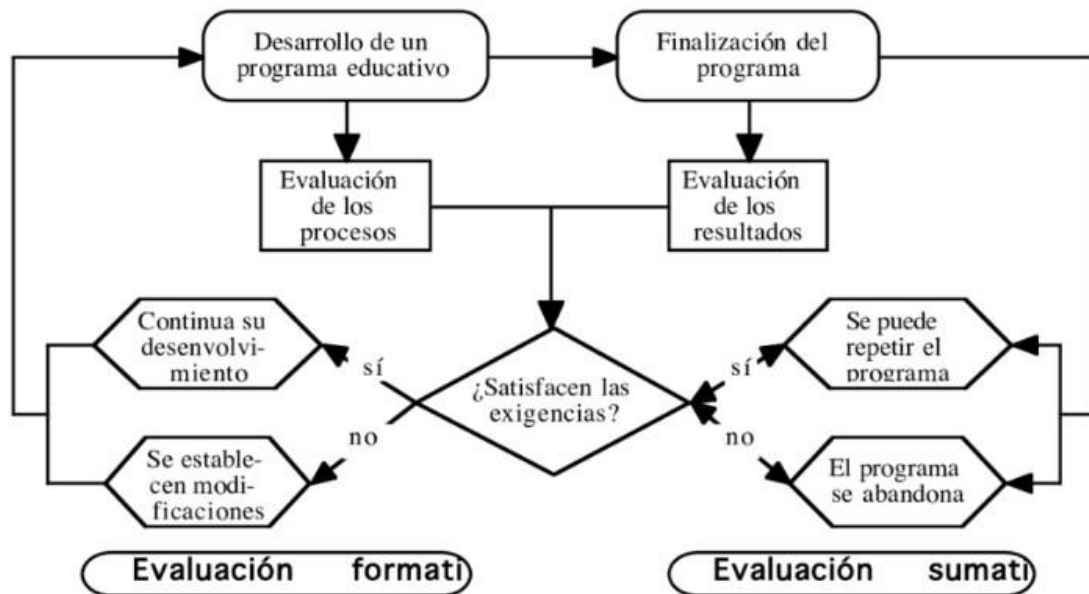 Desarrollo de un
programa educativo
Finalización del
programa
Evaluación
de los
procesos
Evaluación
de los
resultados
Continua su
desenvolvi-
miento
sí
¿Satisfacen las
exigencias?
sí
Se puede
repetir el
programa
no
no
Se estable-
cen modi-
ficaciones
El programa
se abandona
Evaluación formati
Evaluación sumati